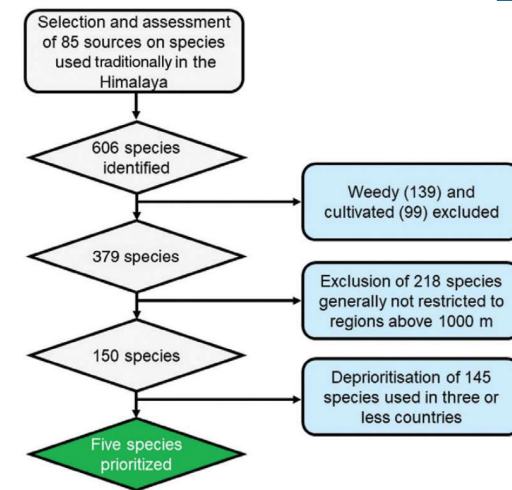 Selection and assessment
of 85 sources on species
used traditionally in the
Himalaya
606 species
identified
Weedy (139) and
cultivated (99) excluded
379 species
Exclusion of 218 species
generally not restricted to
regions above 1000 m
150 species
Deprioritisation of 145
species used in three or
less countries
Five species
prioritized